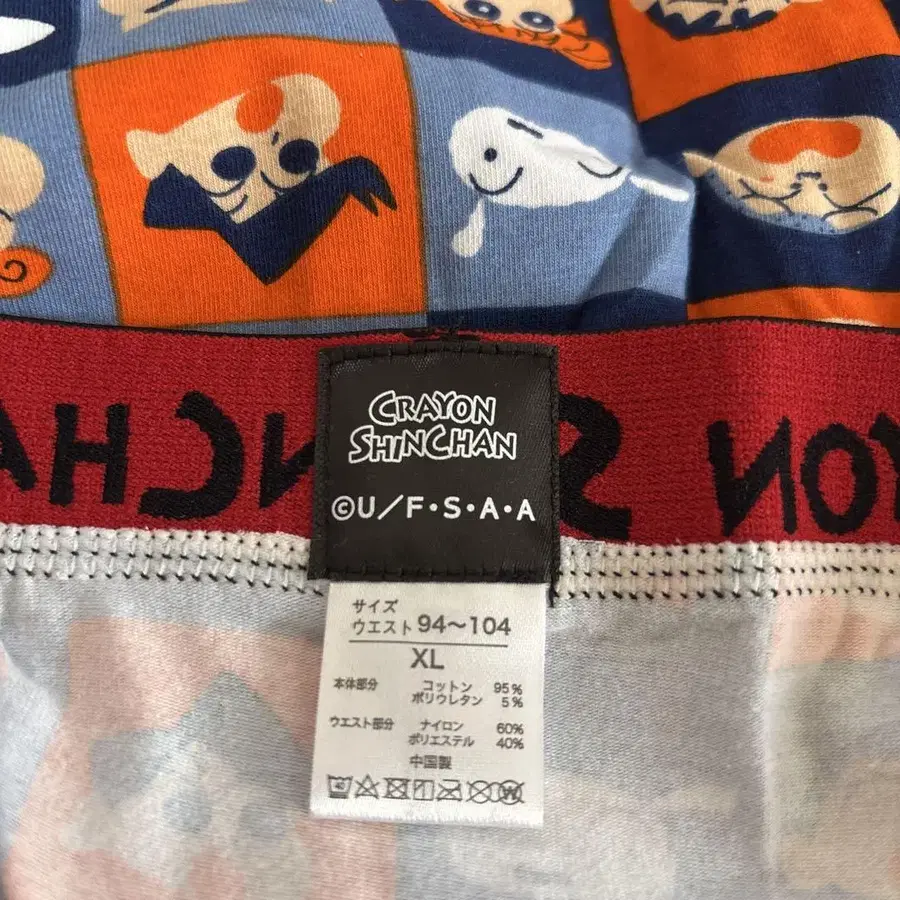 CRAYON
SHINCHAN
©U/F・S・A・A
サイズ
ウエスト 94～104
XL
本体部分 コットン 95%
ポリウレタン 5%
ウエスト部分 ナイロン 60%
ポリエステル 40%
中国製
40
W